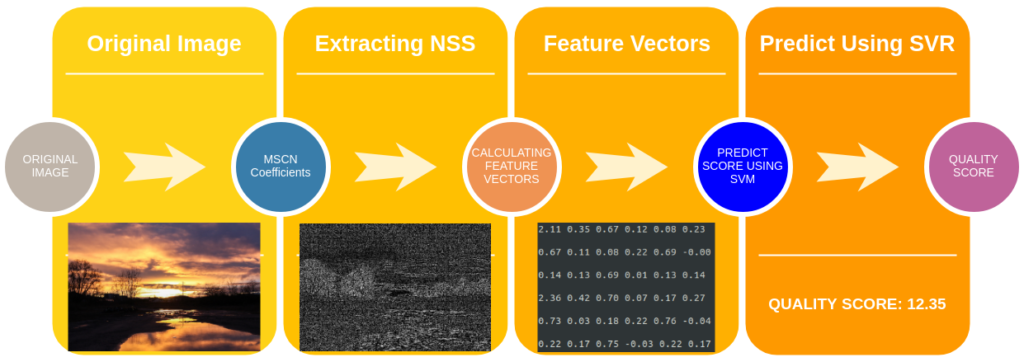 Original Image
Extracting NSS
Feature Vectors
Predict Using SVR
ORIGINAL
IMAGE
MSCN
Coefficients
CALCULATING
FEATURE
VECTORS
PREDICT
SCORE USING
SVM
QUALITY
SCORE
2.11 0.35 0.67 0.12 0.08 0.23
0.67 0.11 0.08 0.22 0.69 -0.00
0.14 0.13 0.69 0.01 0.13 0.14
2.36 0.42 0.70 0.07 0.17 0.27
0.73 0.03 0.18 0.22 0.76 -0.04
0.22 0.17 0.75 -0.03 0.22 0.17
QUALITY SCORE: 12.35